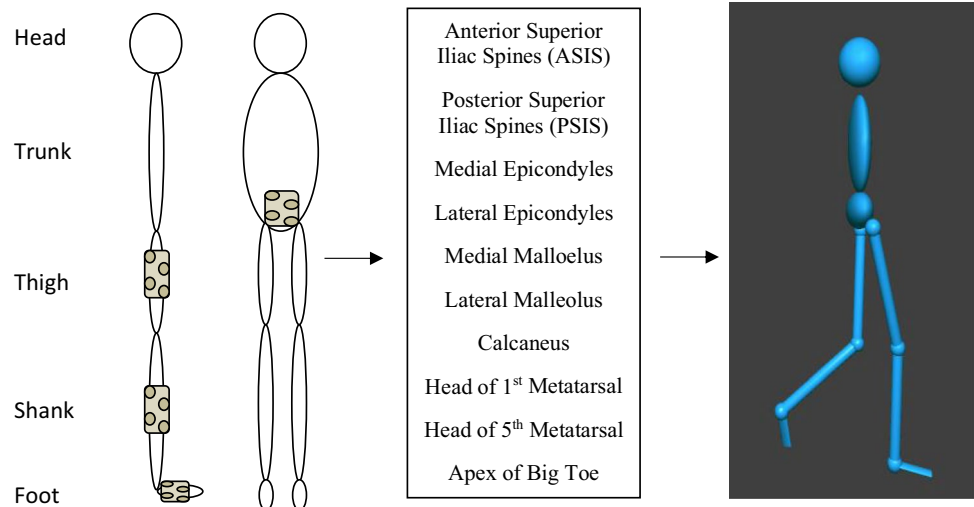 Head
Trunk
Thigh
Shank
Foot
Anterior Superior
Iliac Spines (ASIS)
Posterior Superior
Iliac Spines (PSIS)
Medial Epicondyles
Lateral Epicondyles
Medial Malloelus
Lateral Malleolus
Calcaneus
Head of 1st Metatarsal
Head of 5th Metatarsal
Apex of Big Toe